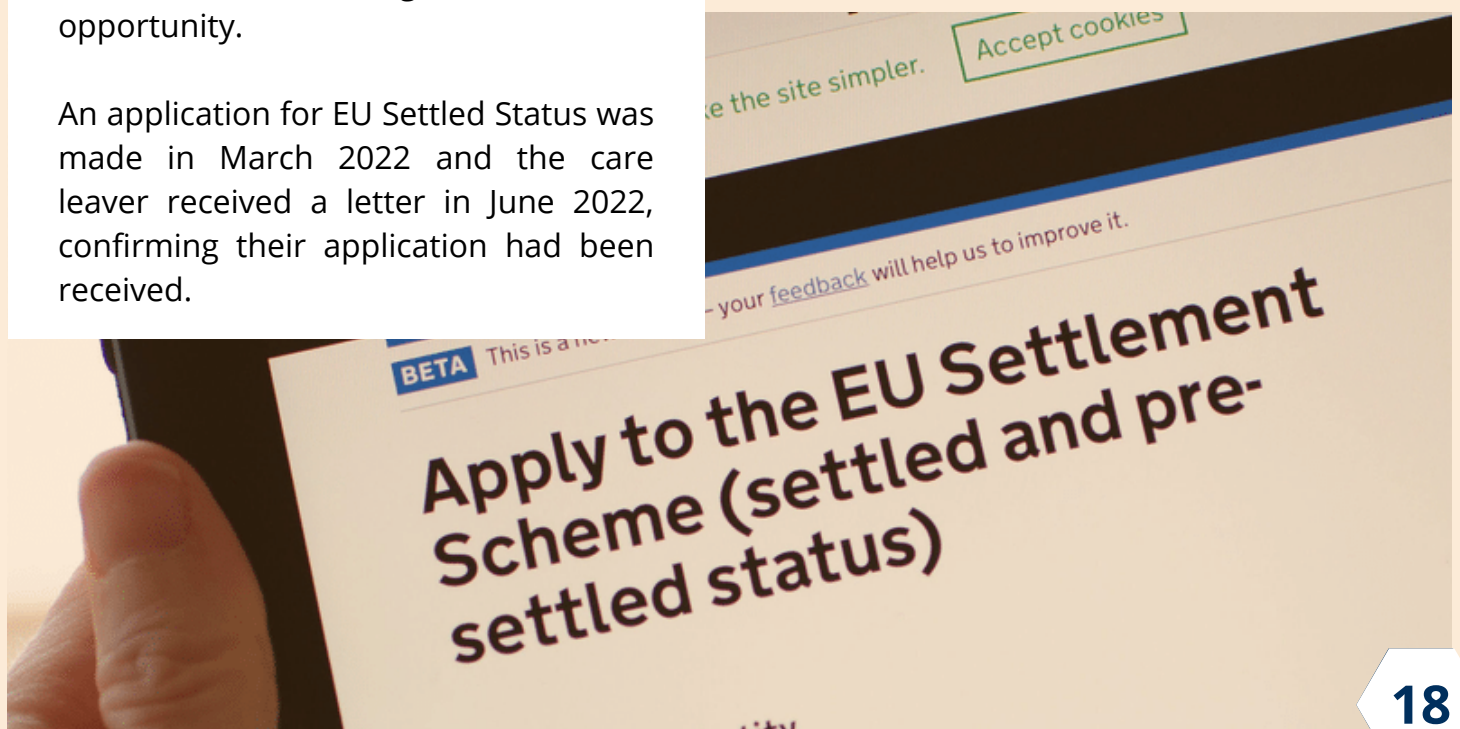 opportunity.
An application for EU Settled Status was
made in March 2022 and the care
leaver received a letter in June 2022,
confirming their application had been
received.
Accept cookies
the site simpler.
– your feedback will help us to improve it.
BETA This is a
Apply to the EU Settlement
Scheme (settled and pre-
settled status)
18